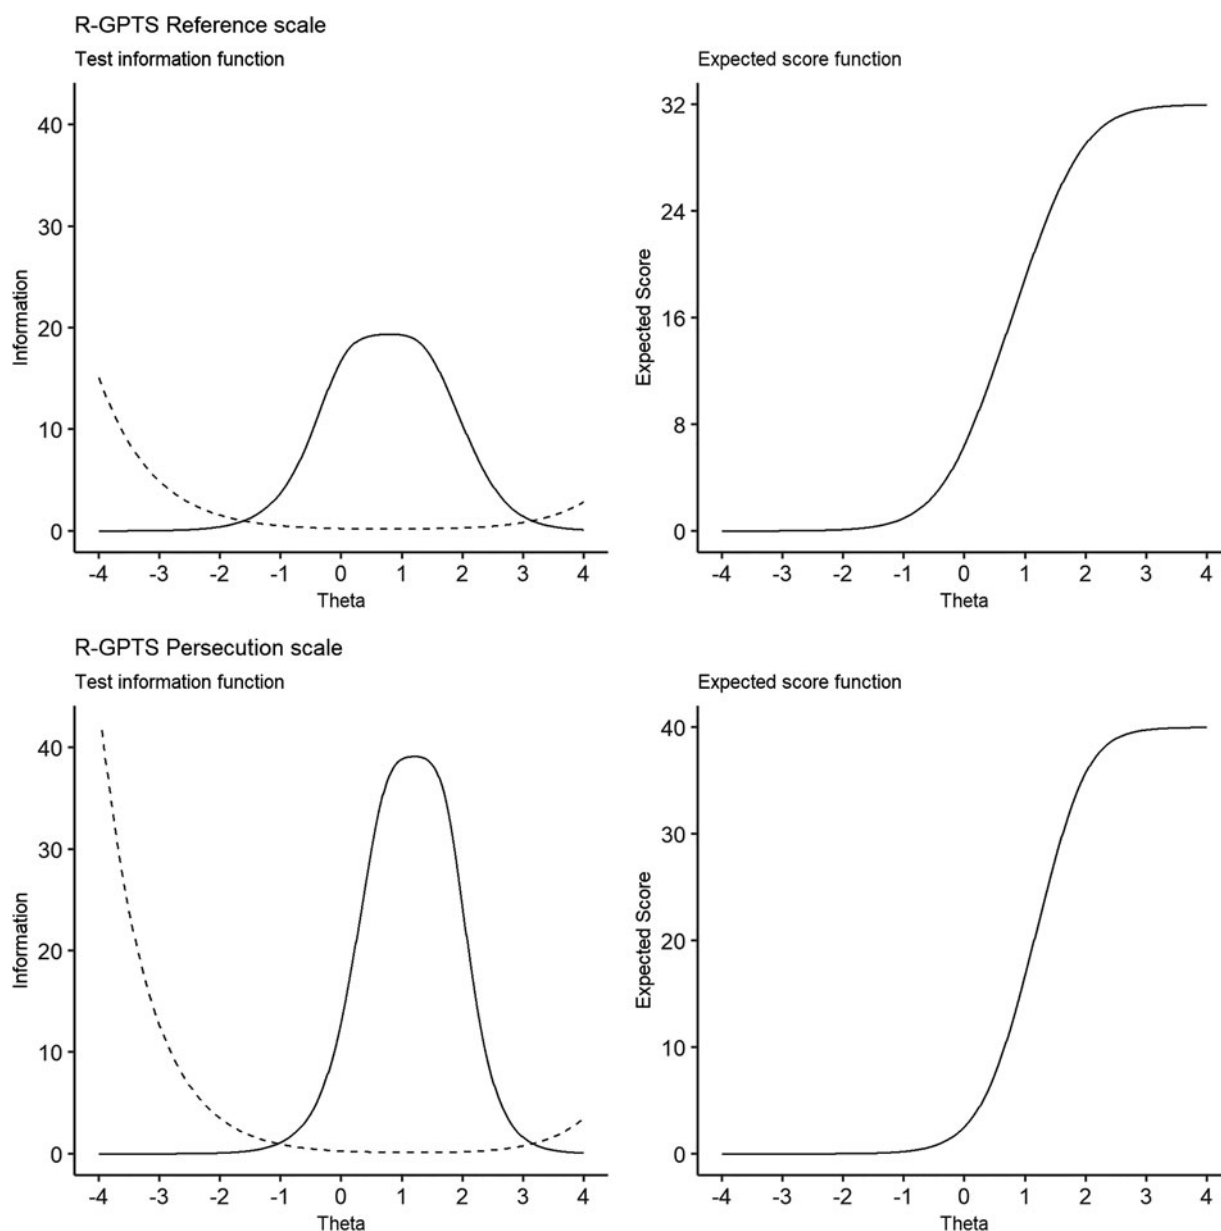 R-GPTS Reference scale
Test information function
Expected score function
40
30
20
10
0
Information
-4 -3 -2 -1 0 1 2 3 4
Theta
32
24
16
8
0
Expected Score
-4 -3 -2 -1 0 1 2 3 4
Theta
R-GPTS Persecution scale
Test information function
Expected score function
40
30
20
10
0
Information
-4 -3 -2 -1 0 1 2 3 4
Theta
40
30
20
10
0
Expected Score
-4 -3 -2 -1 0 1 2 3 4
Theta